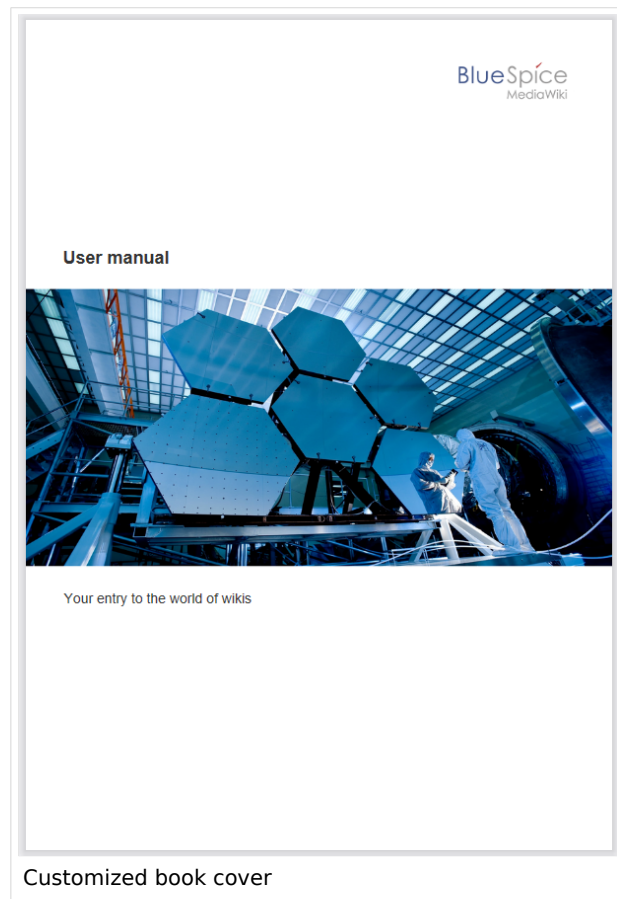 BlueSpice
MediaWiki
User manual
Your entry to the world of wikis
Customized book cover